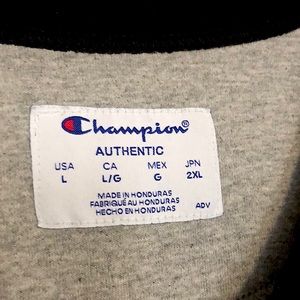 Champion®
AUTHENTIC
USA CA MEX JPN
L L/G G 2XL
MADE IN HONDURAS
FABRIQUÉ AU HONDURAS
HECHO EN HONDURAS
ADV